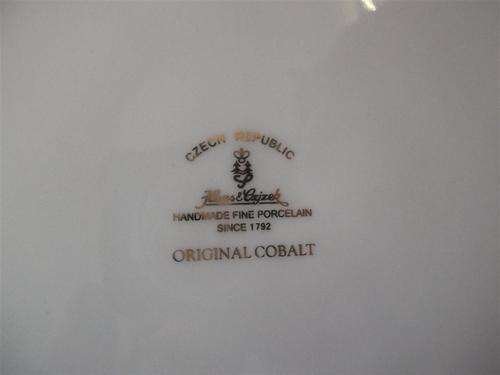 CZECH REPUBLIC
Haas & Czjzek
HANDMADE FINE PORCELAIN
SINCE 1792
ORIGINAL COBALT